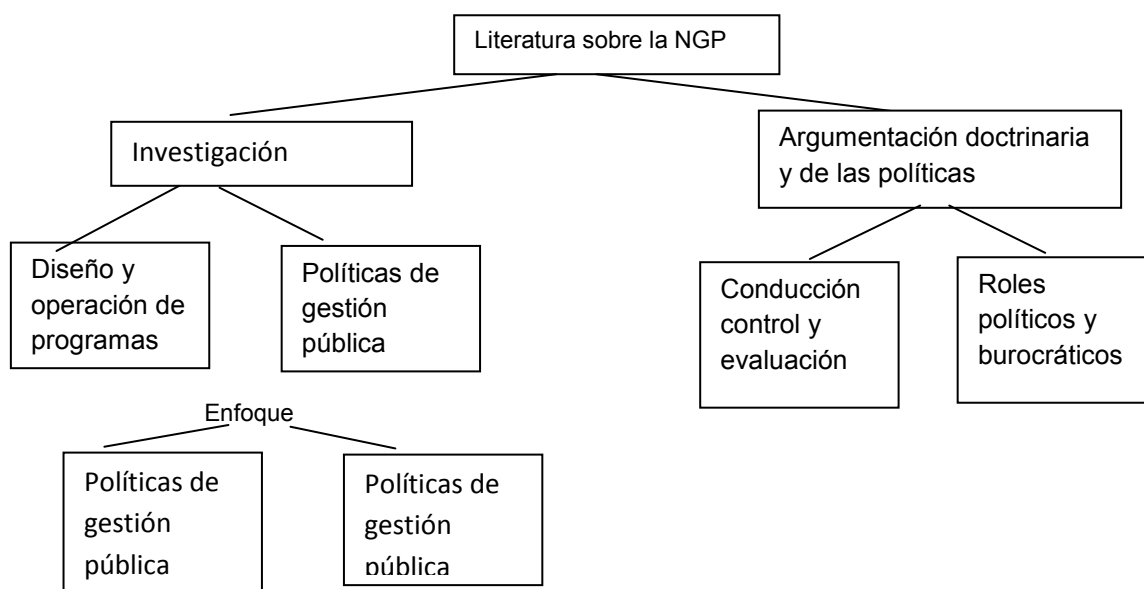 Literatura sobre la NGP
Investigación
Argumentación doctrinaria
y de las políticas
Diseño y
operación de
programas
Políticas de
gestión
pública
Conducción
control y
evaluación
Roles
políticos y
burocráticos
Enfoque
Políticas de
gestión
pública
Políticas de
gestión
pública